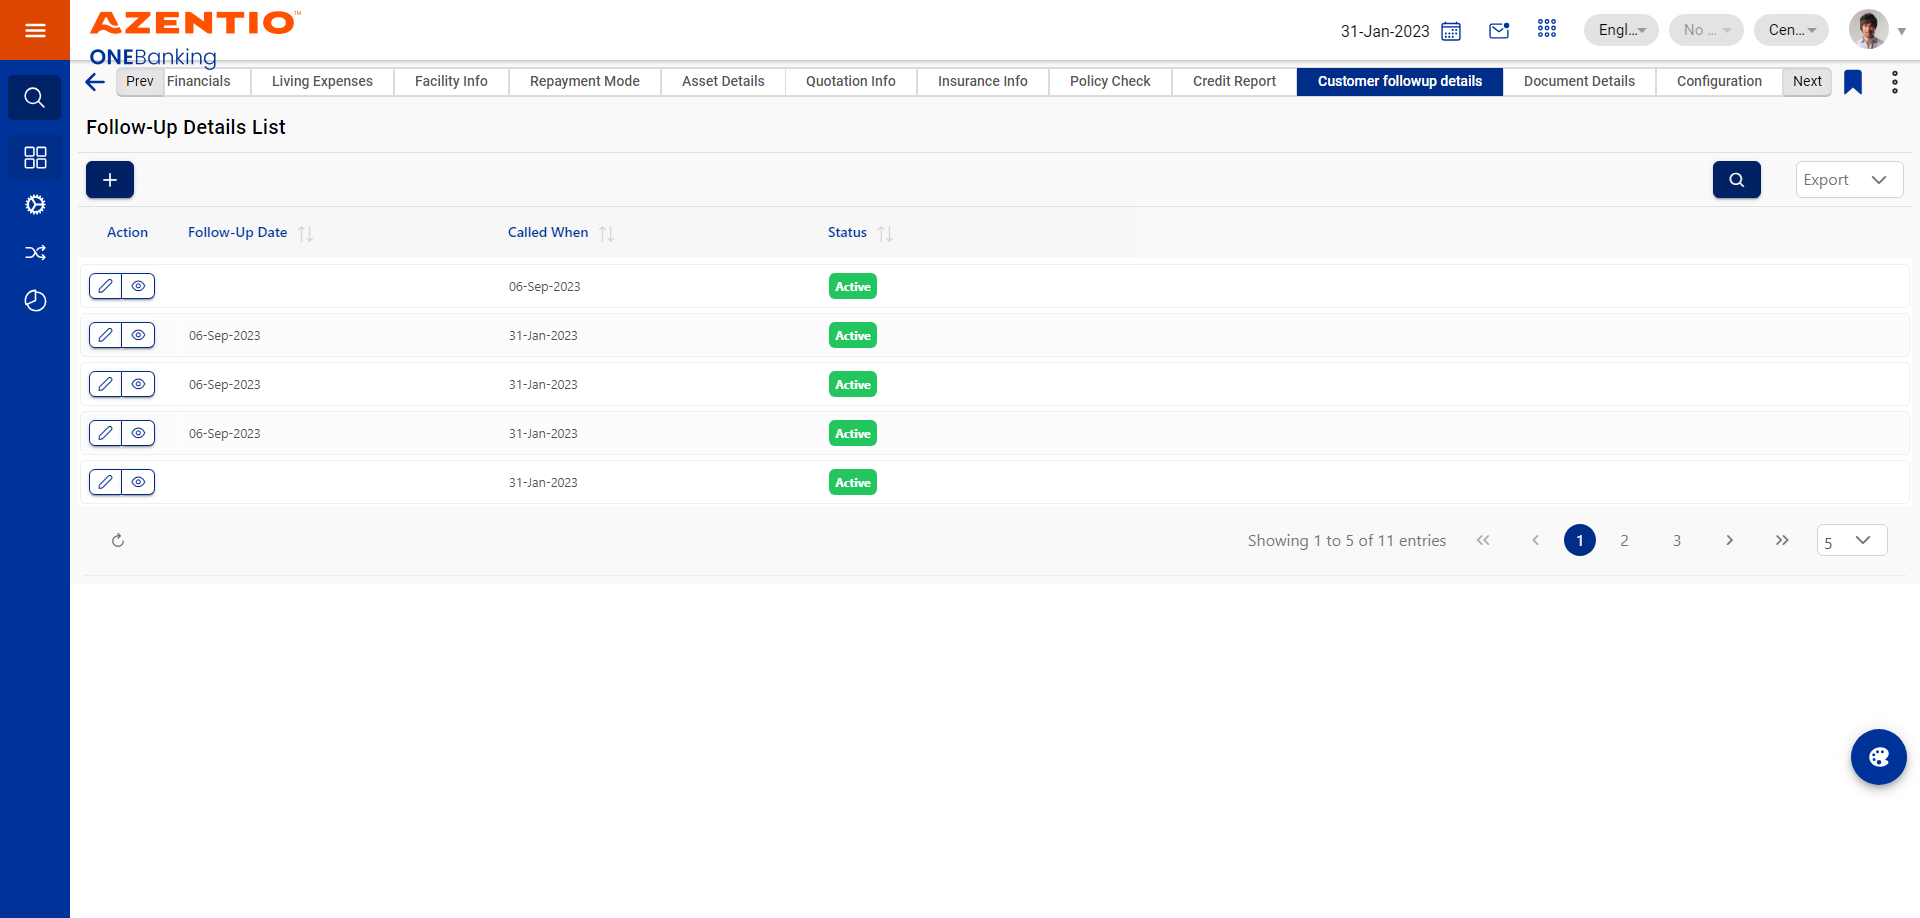 AZENTIO™
ONEBanking
31-Jan-2023 Engl... No ... Cen...
Prev Financials Living Expenses Facility Info Repayment Mode Asset Details Quotation Info Insurance Info Policy Check Credit Report Customer followup details Document Details Configuration Next
Follow-Up Details List
Export
Action Follow-Up Date Called When Status
06-Sep-2023 Active
06-Sep-2023 31-Jan-2023 Active
06-Sep-2023 31-Jan-2023 Active
06-Sep-2023 31-Jan-2023 Active
31-Jan-2023 Active
Showing 1 to 5 of 11 entries 1 2 3 5